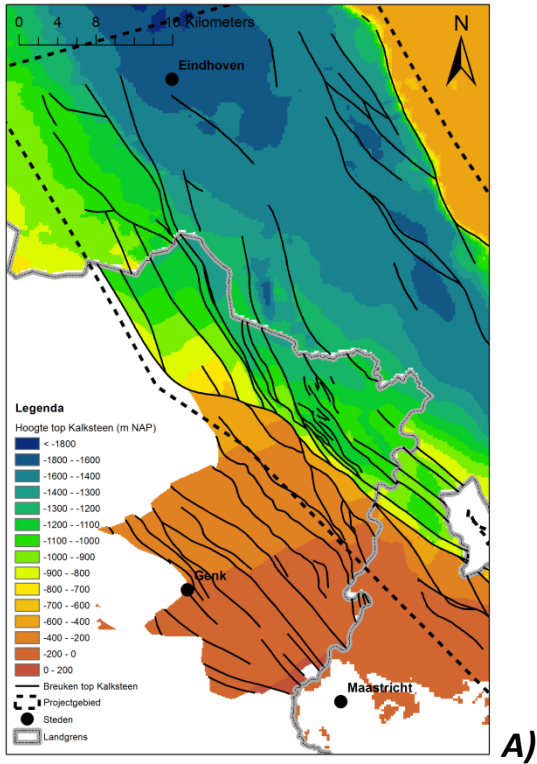 0 4 8 16 Kilometers
N
Eindhoven
Legenda
Hoogte top Kalksteen (m NAP)
< -1800
-1800 - -1600
-1600 - -1400
-1400 - -1300
-1300 - -1200
-1200 - -1100
-1100 - -1000
-1000 - -900
-900 - -800
-800 - -700
-700 - -600
-600 - -400
-400 - -200
-200 - 0
0 - 200
Breuken top Kalksteen
Projectgebied
Steden
Landgrens
Genk
Maastricht
A)